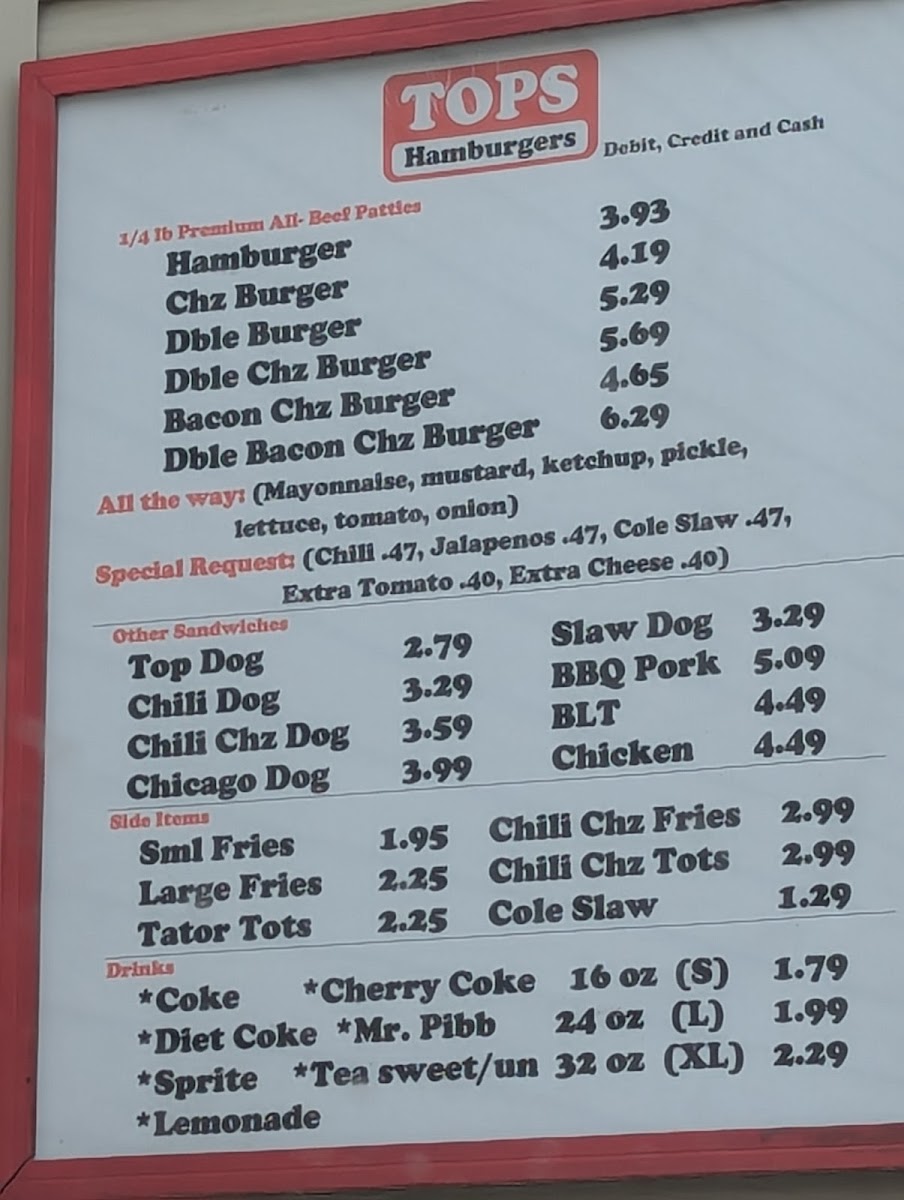 TOPS
Hamburgers
Debit, Credit and Cash
1/4 lb Premium All- Beef Patties
Hamburger 3.93
Chz Burger 4.19
Dble Burger 5.29
Dble Chz Burger 5.69
Bacon Chz Burger 4.65
Dble Bacon Chz Burger 6.29
All the way: (Mayonnaise, mustard, ketchup, pickle,
lettuce, tomato, onion)
Special Request: (Chili .47, Jalapenos .47, Cole Slaw .47,
Extra Tomato .40, Extra Cheese .40)
Other Sandwiches
Top Dog 2.79 Slaw Dog 3.29
Chili Dog 3.29 BBQ Pork 5.09
Chili Chz Dog 3.59 BLT 4.49
Chicago Dog 3.99 Chicken 4.49
Side Items
Sml Fries 1.95 Chili Chz Fries 2.99
Large Fries 2.25 Chili Chz Tots 2.99
Tator Tots 2.25 Cole Slaw 1.29
Drinks
*Coke *Cherry Coke 16 oz (S) 1.79
*Diet Coke *Mr. Pibb 24 oz (L) 1.99
*Sprite *Tea sweet/un 32 oz (XL) 2.29
*Lemonade